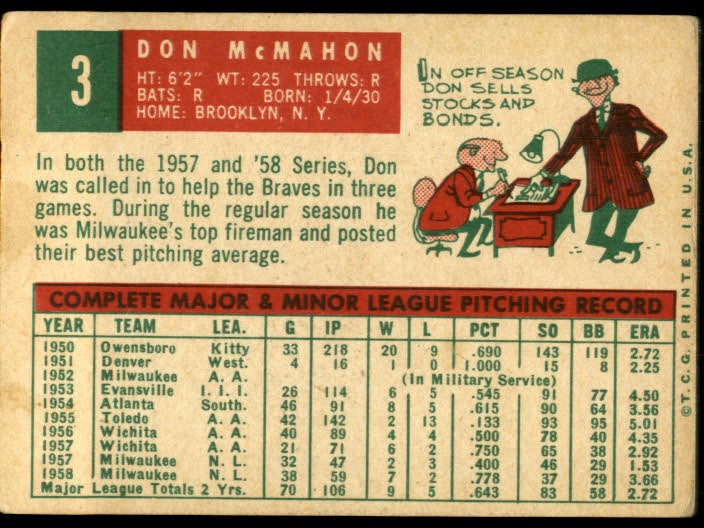 3
DON McMAHON
HT: 6'2" WT: 225 THROWS: R
BATS: R BORN: 1/4/30
HOME: BROOKLYN, N. Y.
IN OFF SEASON
DON SELLS
STOCKS AND
BONDS.
In both the 1957 and '58 Series, Don
was called in to help the Braves in three
games. During the regular season he
was Milwaukee's top fireman and posted
their best pitching average.
COMPLETE MAJOR & MINOR LEAGUE PITCHING RECORD
YEAR TEAM LEA. G IP W L PCT SO BB ERA
1950 Owensboro Kitty 33 218 20 9 .690 143 119 2.72
1951 Denver West. 4 16 1 0 1.000 15 8 2.25
1952 Milwaukee A. A. (In Military Service)
1953 Evansville I. I. I. 26 114 6 5 .545 91 77 4.50
1954 Atlanta South. 46 91 8 5 .615 90 64 3.56
1955 Toledo A. A. 42 142 2 13 .133 93 95 5.01
1956 Wichita A. A. 40 89 4 4 .500 78 40 4.35
1957 Wichita A. A. 21 71 6 2 .750 65 38 2.92
1957 Milwaukee N. L. 32 47 2 3 .400 46 29 1.53
1958 Milwaukee N. L. 38 59 7 2 .778 37 29 3.66
Major League Totals 2 Yrs. 70 106 9 5 .643 83 58 2.72
©T.C.G. PRINTED IN U.S.A.